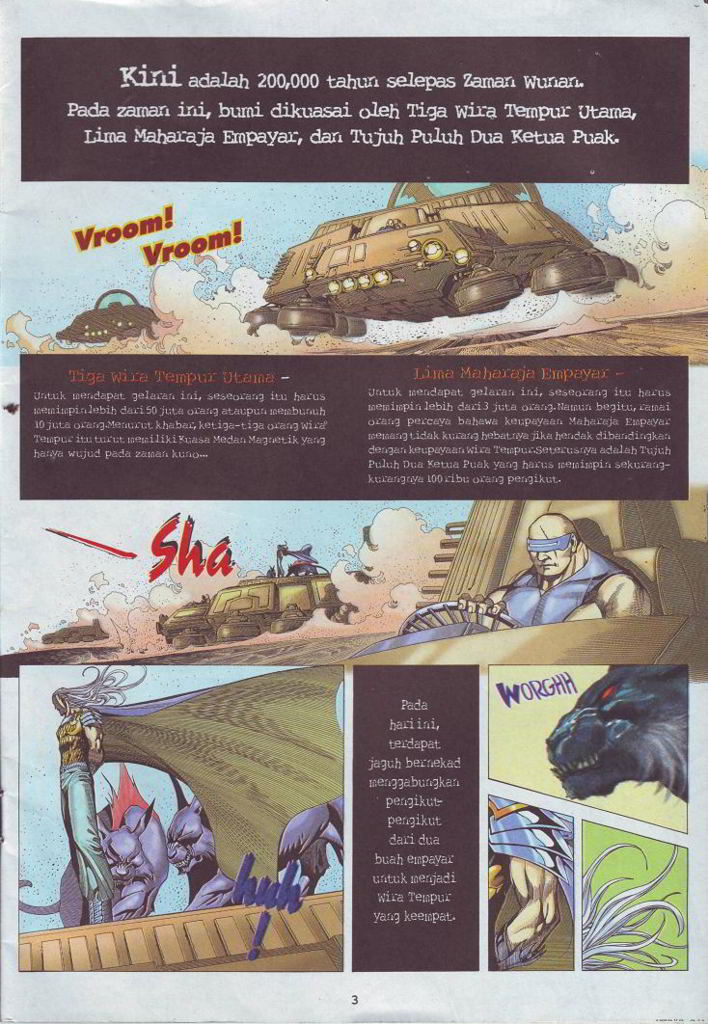 Kini adalah 200,000 tahun selepas Zaman Wunan.
Pada zaman ini, bumi dikuasai oleh Tiga Wira Tempur Utama,
Lima Maharaja Empayar, dan Tujuh Puluh Dua Ketua Puak.
Vroom!
Vroom!
Tiga Wira Tempur Utama –
Untuk mendapat gelaran ini, seseorang itu harus
memimpin lebih dari 50 juta orang ataupun membunuh
10 juta orang. Menurut khabar, ketiga-tiga orang Wira
Tempur itu turut memiliki Kuasa Medan Magnetik yang
hanya wujud pada zaman kuno...
Lima Maharaja Empayar –
Untuk mendapat gelaran ini, seseorang itu harus
memimpin lebih dari 3 juta orang. Namun begitu, ramai
orang percaya bahawa keupayaan Maharaja Empayar
memang tidak kurang hebatnya jika hendak dibandingkan
dengan keupayaan Wira Tempur. Seterusnya adalah Tujuh
Puluh Dua Ketua Puak yang harus memimpin sekurang-
kurangnya 100 ribu orang pengikut.
Sha
huh
!
Pada
hari ini,
terdapat
jaguh bernekad
menggabungkan
pengikut-
pengikut
dari dua
buah empayar
untuk menjadi
Wira Tempur
yang keempat.
WORGHH
3